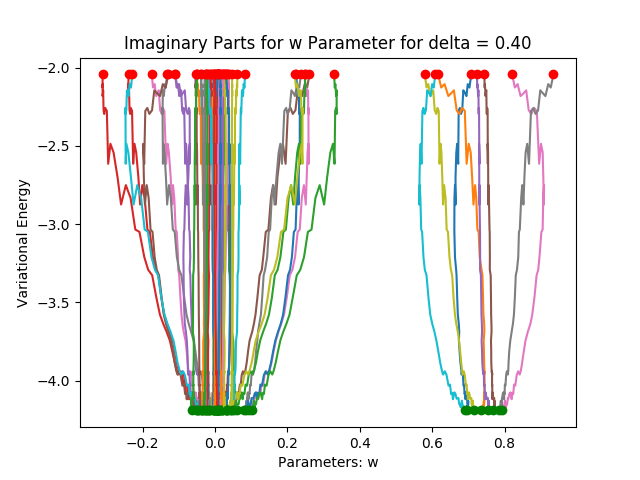 Imaginary Parts for w Parameter for delta = 0.40
Variational Energy
−2.0
−2.5
−3.0
−3.5
−4.0
−0.2 0.0 0.2 0.4 0.6 0.8
Parameters: w